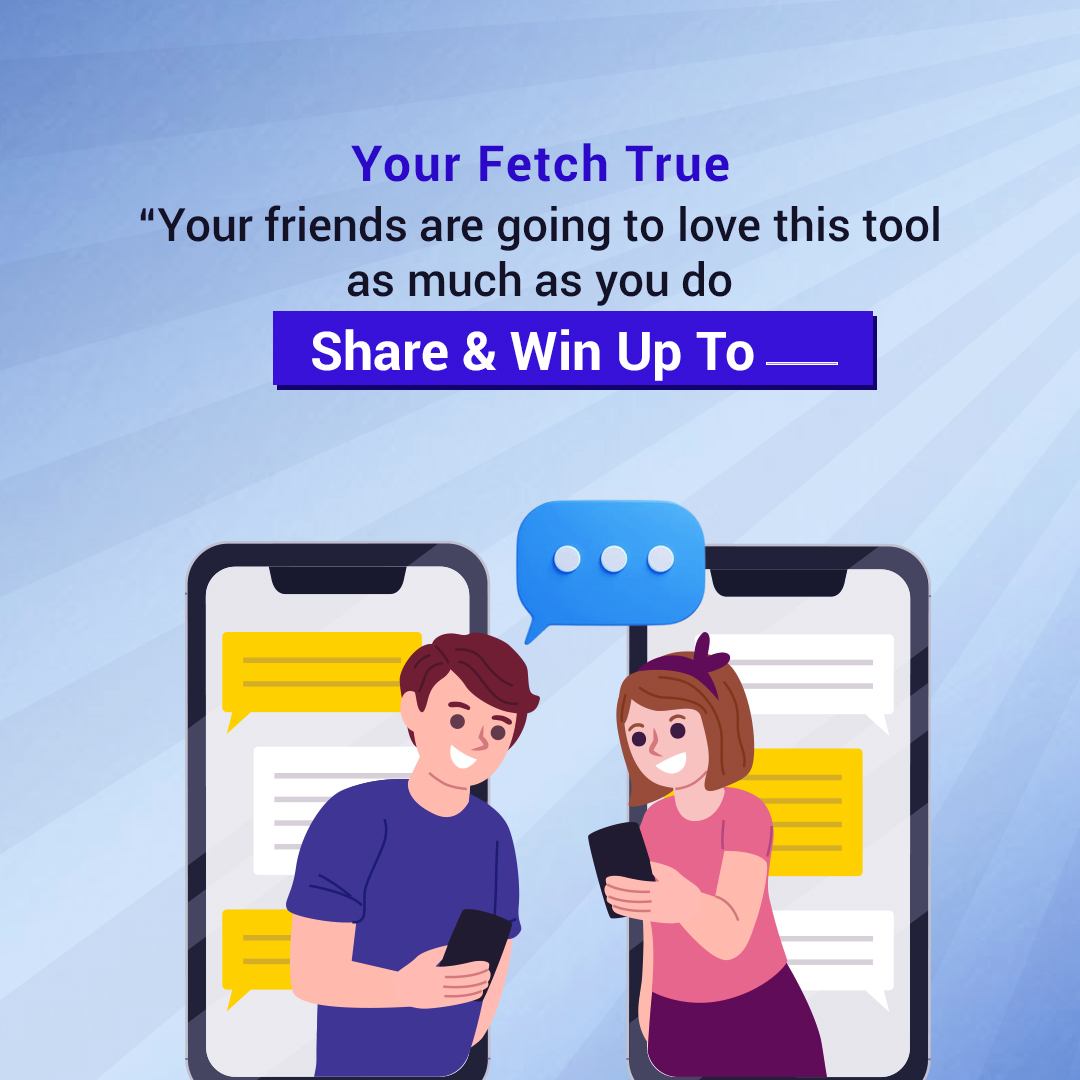 Your Fetch True
“Your friends are going to love this tool
as much as you do
Share & Win Up To ____